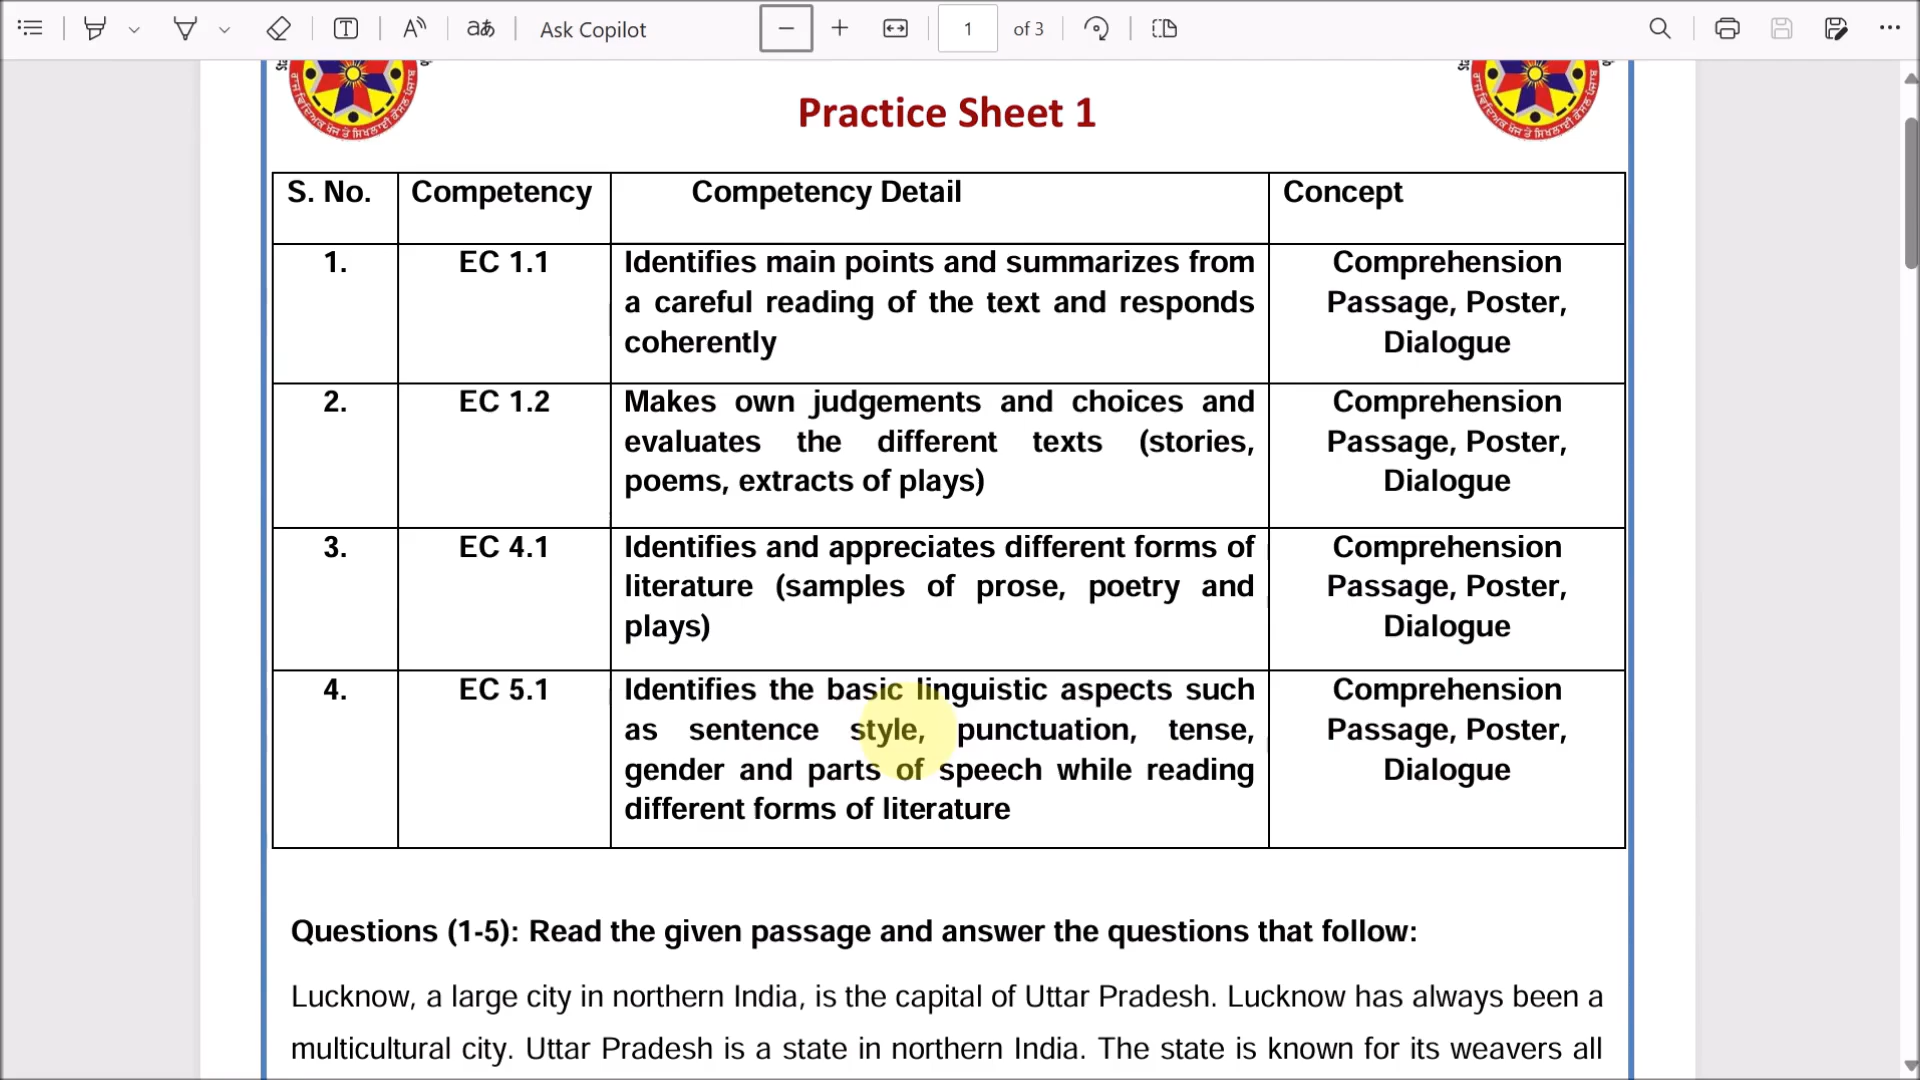 Ask Copilot
1 of 3
ਰਾਜ ਵਿਦਿਅਕ ਖੋਜ ਤੇ ਸਿਖਲਾਈ ਕੌਂਸਲ ਪੰਜਾਬ
ਰਾਜ ਵਿਦਿਅਕ ਖੋਜ ਤੇ ਸਿਖਲਾਈ ਕੌਂਸਲ ਪੰਜਾਬ
Practice Sheet 1
S. No. Competency Competency Detail Concept
1. EC 1.1 Identifies main points and summarizes from Comprehension
a careful reading of the text and responds Passage, Poster,
coherently Dialogue
2. EC 1.2 Makes own judgements and choices and Comprehension
evaluates the different texts (stories, Passage, Poster,
poems, extracts of plays) Dialogue
3. EC 4.1 Identifies and appreciates different forms of Comprehension
literature (samples of prose, poetry and Passage, Poster,
plays) Dialogue
4. EC 5.1 Identifies the basic linguistic aspects such Comprehension
as sentence style, punctuation, tense, Passage, Poster,
gender and parts of speech while reading Dialogue
different forms of literature
Questions (1-5): Read the given passage and answer the questions that follow:
Lucknow, a large city in northern India, is the capital of Uttar Pradesh. Lucknow has always been a
multicultural city. Uttar Pradesh is a state in northern India. The state is known for its weavers all